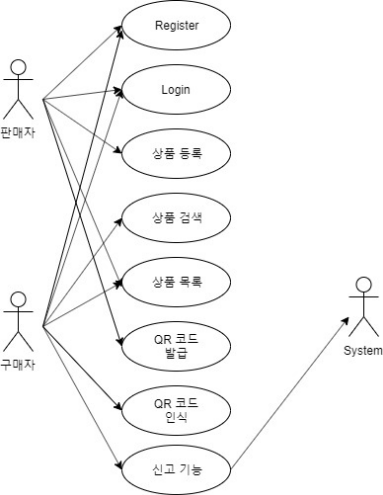 Register
Login
판매자
상품 등록
상품 검색
상품 목록
QR 코드
발급
System
구매자
QR 코드
인식
신고 기능